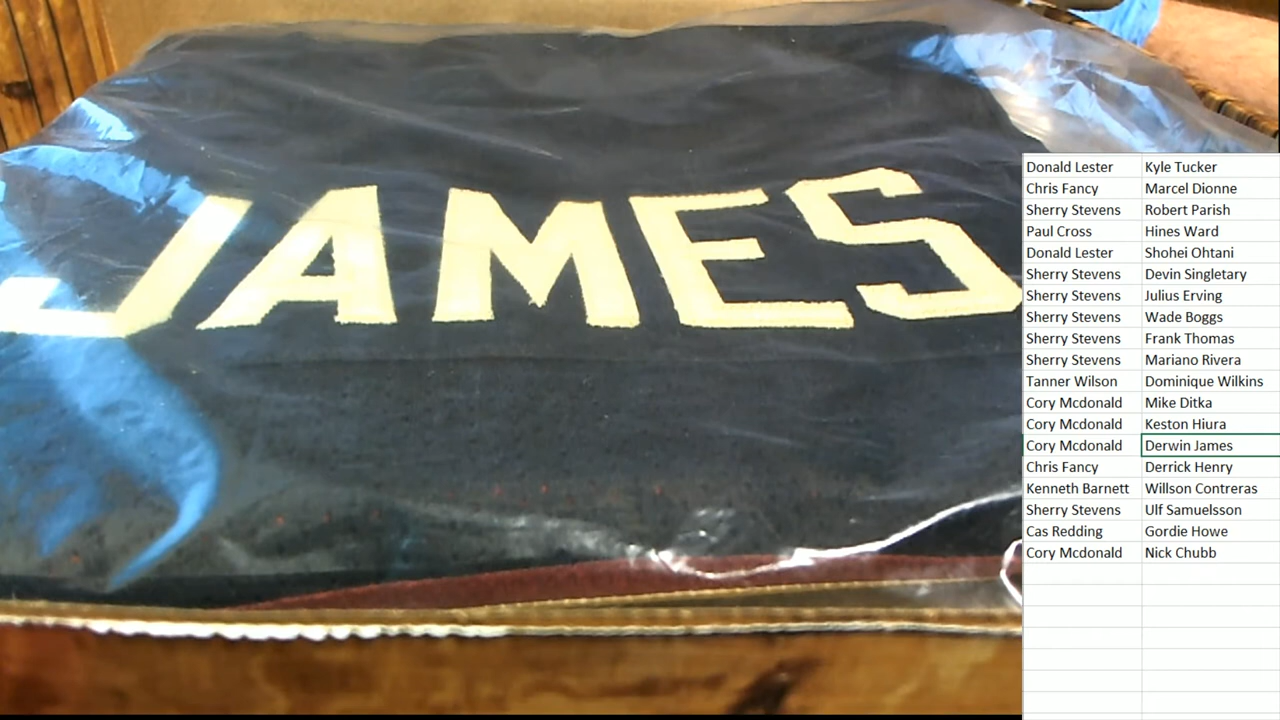 JAMES
Donald Lester Kyle Tucker
Chris Fancy Marcel Dionne
Sherry Stevens Robert Parish
Paul Cross Hines Ward
Donald Lester Shohei Ohtani
Sherry Stevens Devin Singletary
Sherry Stevens Julius Erving
Sherry Stevens Wade Boggs
Sherry Stevens Frank Thomas
Sherry Stevens Mariano Rivera
Tanner Wilson Dominique Wilkins
Cory Mcdonald Mike Ditka
Cory Mcdonald Keston Hiura
Cory Mcdonald Derwin James
Chris Fancy Derrick Henry
Kenneth Barnett Willson Contreras
Sherry Stevens Ulf Samuelsson
Cas Redding Gordie Howe
Cory Mcdonald Nick Chubb